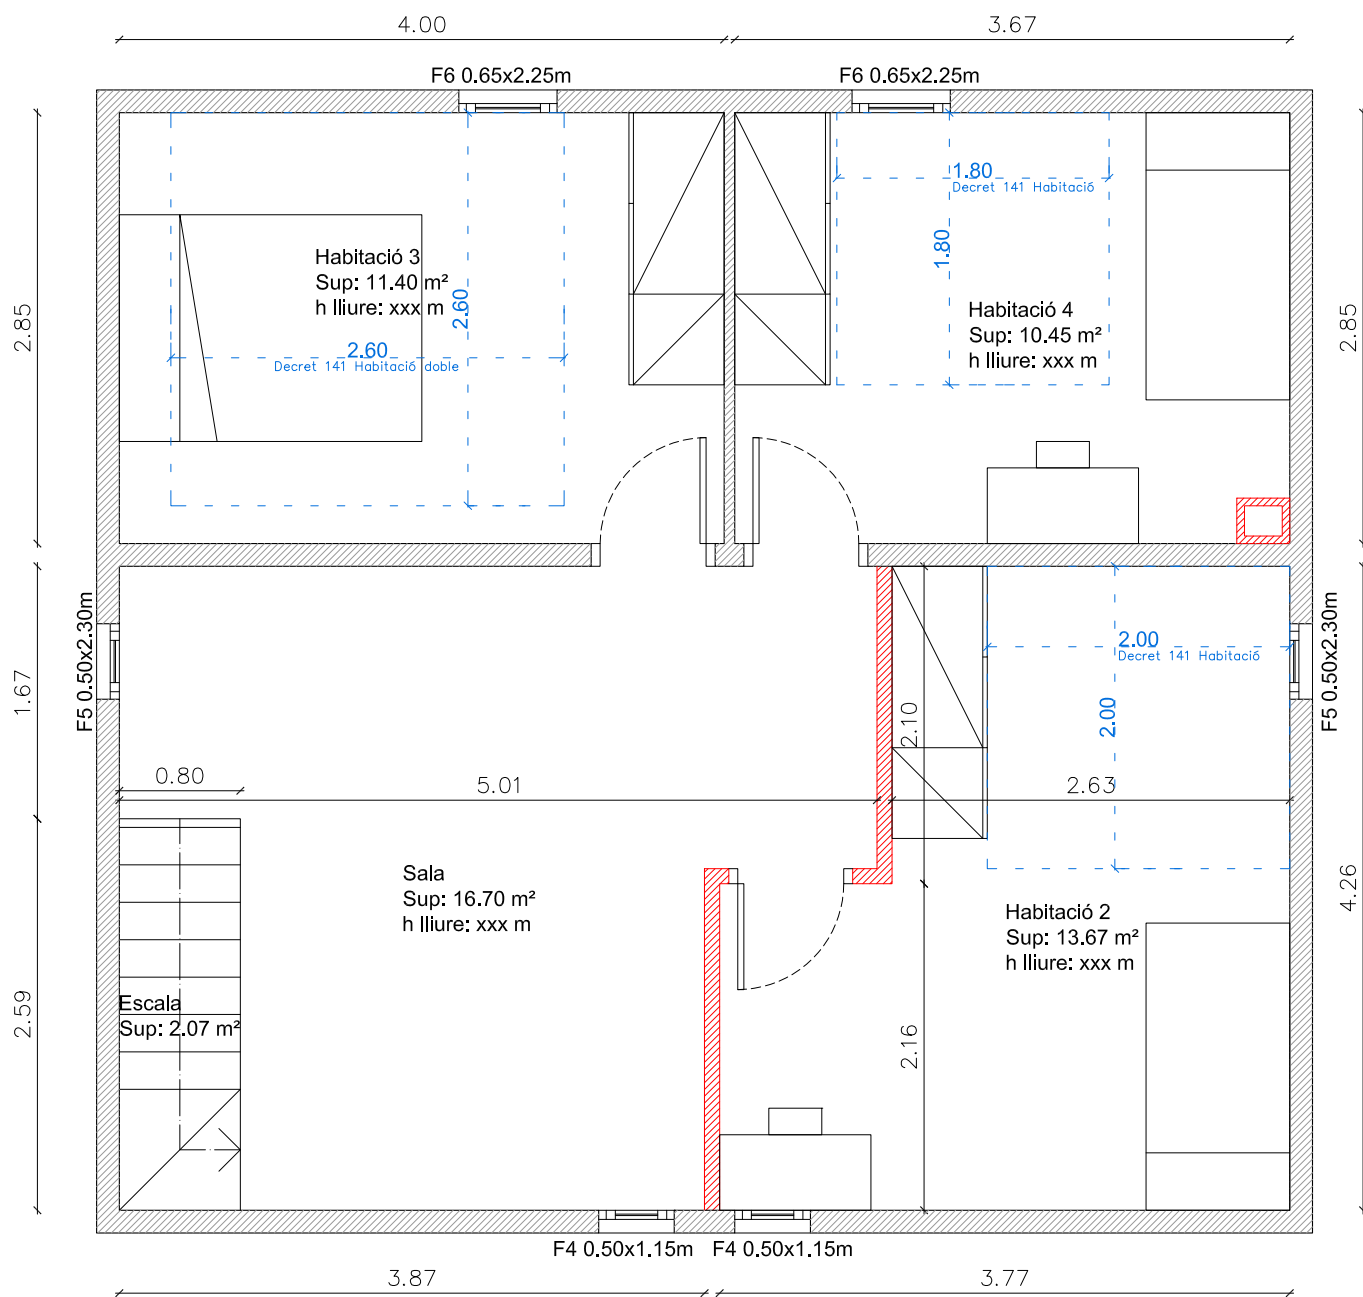 4.00
3.67
F6 0.65x2.25m
F6 0.65x2.25m
1.80
Decret 141 Habitació
1.80
Habitació 3
Sup: 11.40 m²
h lliure: xxx m
2.60
2.60
Decret 141 Habitació doble
Habitació 4
Sup: 10.45 m²
h lliure: xxx m
2.85
2.85
F5 0.50x2.30m
F5 0.50x2.30m
2.00
Decret 141 Habitació
2.00
1.67
2.10
0.80
5.01
2.63
Sala
Sup: 16.70 m²
h lliure: xxx m
4.26
Habitació 2
Sup: 13.67 m²
h lliure: xxx m
2.59
Escala
Sup: 2.07 m²
2.16
F4 0.50x1.15m
F4 0.50x1.15m
3.87
3.77